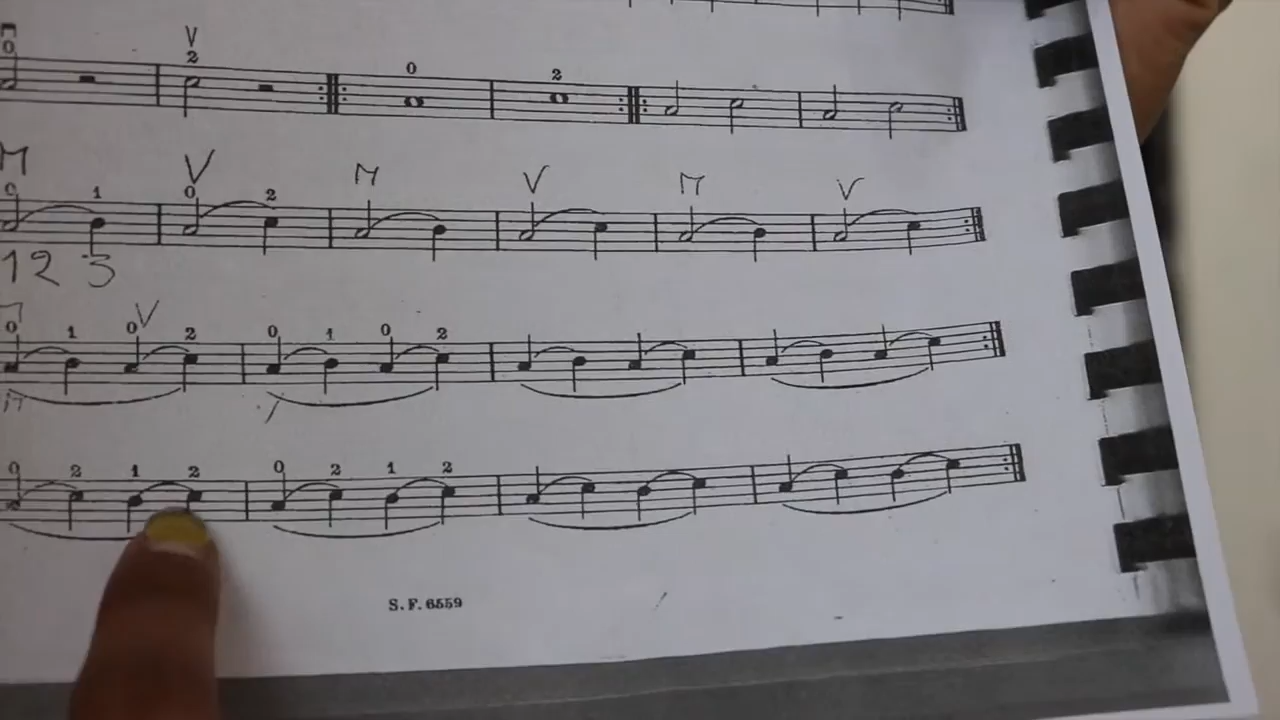 0 V 2 0 2
M V M V M V
0 1 0 2
1 2 3
V
0 1 0 2 0 1 0 2
0 2 1 2 0 2 1 2
S. F. 6559